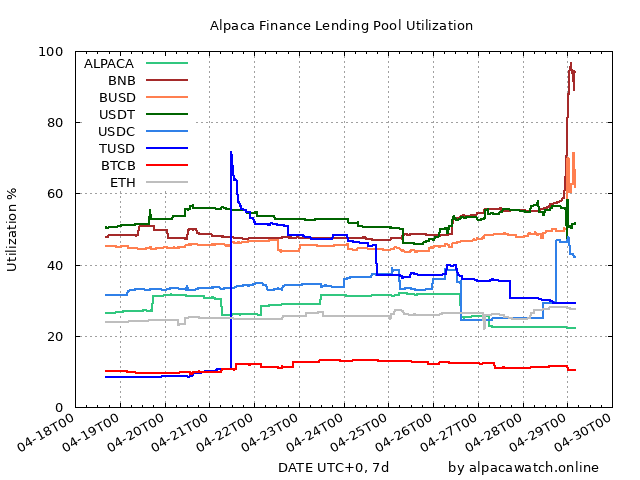 Alpaca Finance Lending Pool Utilization
100
80
60
40
20
0
Utilization %
ALPACA
BNB
BUSD
USDT
USDC
TUSD
BTCB
ETH
04-18T00
04-19T00
04-20T00
04-21T00
04-22T00
04-23T00
04-24T00
04-25T00
04-26T00
04-27T00
04-28T00
04-29T00
04-30T00
DATE UTC+0, 7d
by alpacawatch.online